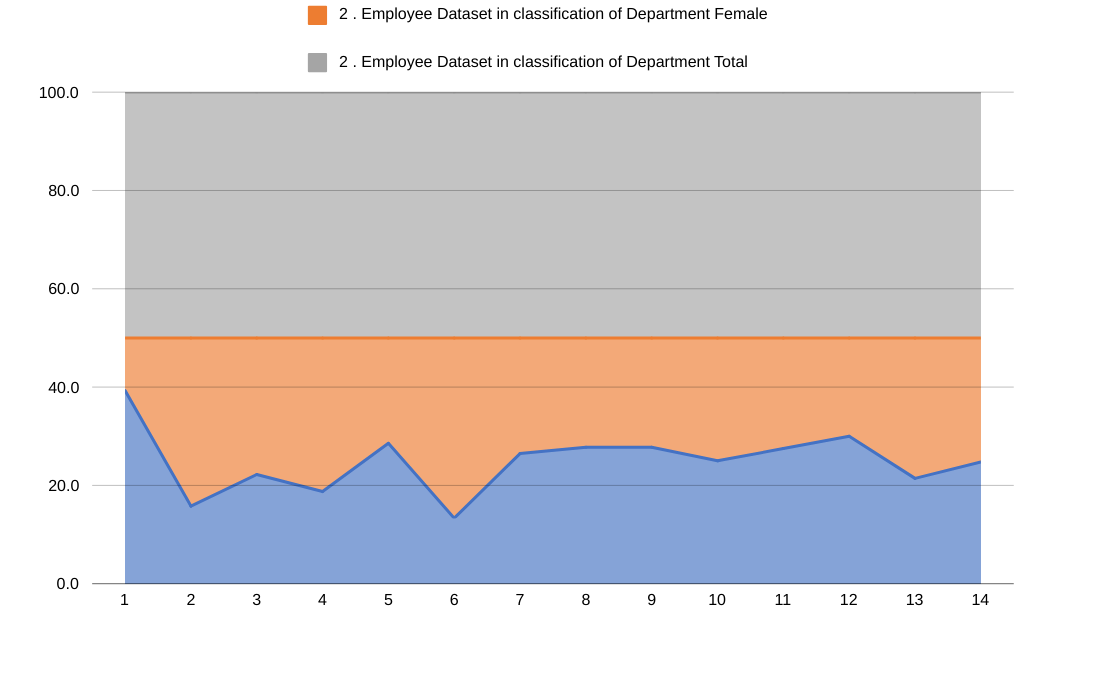 2 . Employee Dataset in classification of Department Female
2 . Employee Dataset in classification of Department Total
100.0
80.0
60.0
40.0
20.0
0.0
1 2 3 4 5 6 7 8 9 10 11 12 13 14